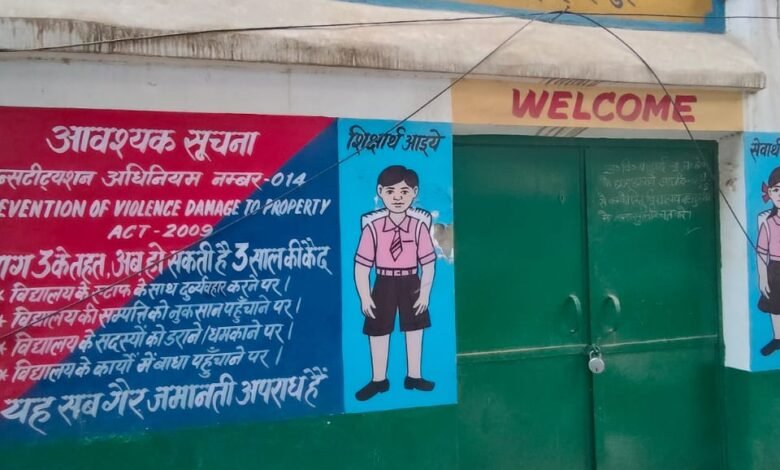 आवश्यक सूचना
न्सटीट्यशन अधिनियम नम्बर-014
EVENTION OF VIOLENCE DAMAGE TO PROPERTY
ACT-2009
भाग 3 के तहत, अब हो सकती है 3 साल की कैद
* विद्यालय के स्टाफ के साथ दुर्व्यवहार करने पर।
* विद्यालय की सम्पत्ति को नुकसान पहुँचाने पर।
* विद्यालय के सदस्यों को डराने/धमकाने पर।
* विद्यालय के कार्यो में बाधा पहुँचाने पर।
यह सब गैर जमानती अपराध हैं
शिक्षार्थ आइये
WELCOME
सेवार्थ